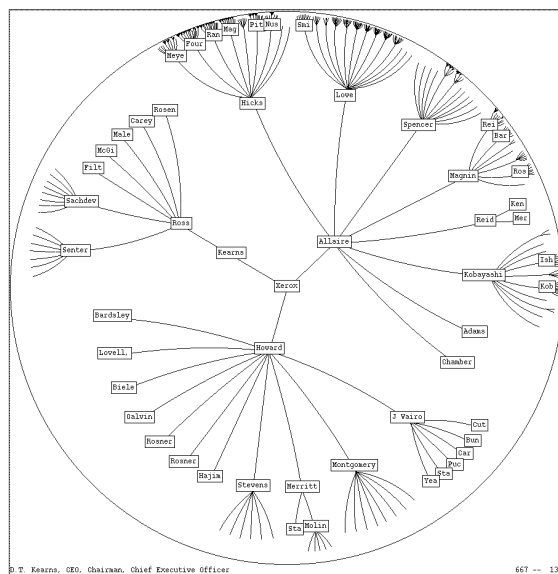 Smi
Pit
Nus
Mag
Ran
Four
Meye
Hicks
Lowe
Rosen
Carey
Male
McGi
Filt
Spencer
Rei
Bar
Ros
Magnin
Sachdev
Ross
Ken
Reid
Mer
Senter
Kearns
Allaire
Ish
Kobayashi
Kob
Xerox
Bardsley
Adams
Lovell,
Howard
Chamber
Biele
Galvin
J Vairo
Cut
Rosner
Bun
Car
Rosner
Montgomery
Puc
Hajim
Sta
Yea
Stevens
Merritt
Sta
Molin
D.T. Kearns, CEO, Chairman, Chief Executive Officer
667 -- 13